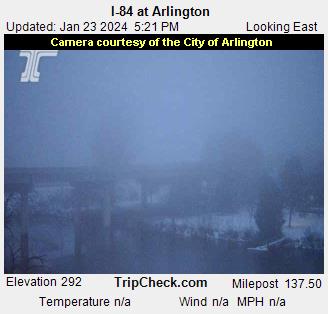 I-84 at Arlington
Updated: Jan 23 2024 5:21 PM Looking East
Camera courtesy of the City of Arlington
Elevation 292 TripCheck.com Milepost 137.50
Temperature n/a Wind n/a MPH n/a